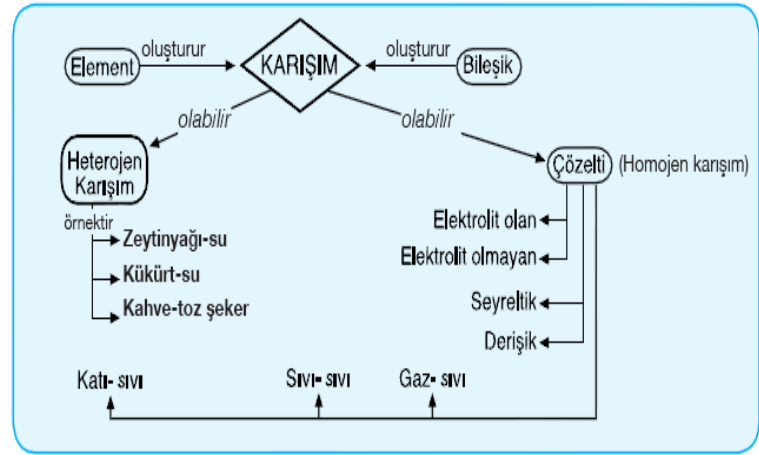 Element
oluşturur
KARIŞIM
oluşturur
Bileşik
olabilir
olabilir
Heterojen
Karışım
Çözelti (Homojen karışım)
örnektir
Zeytinyağı-su
Kükürt-su
Kahve-toz şeker
Elektrolit olan
Elektrolit olmayan
Seyreltik
Derişik
Katı- sıvı
Sıvı- sıvı
Gaz- sıvı